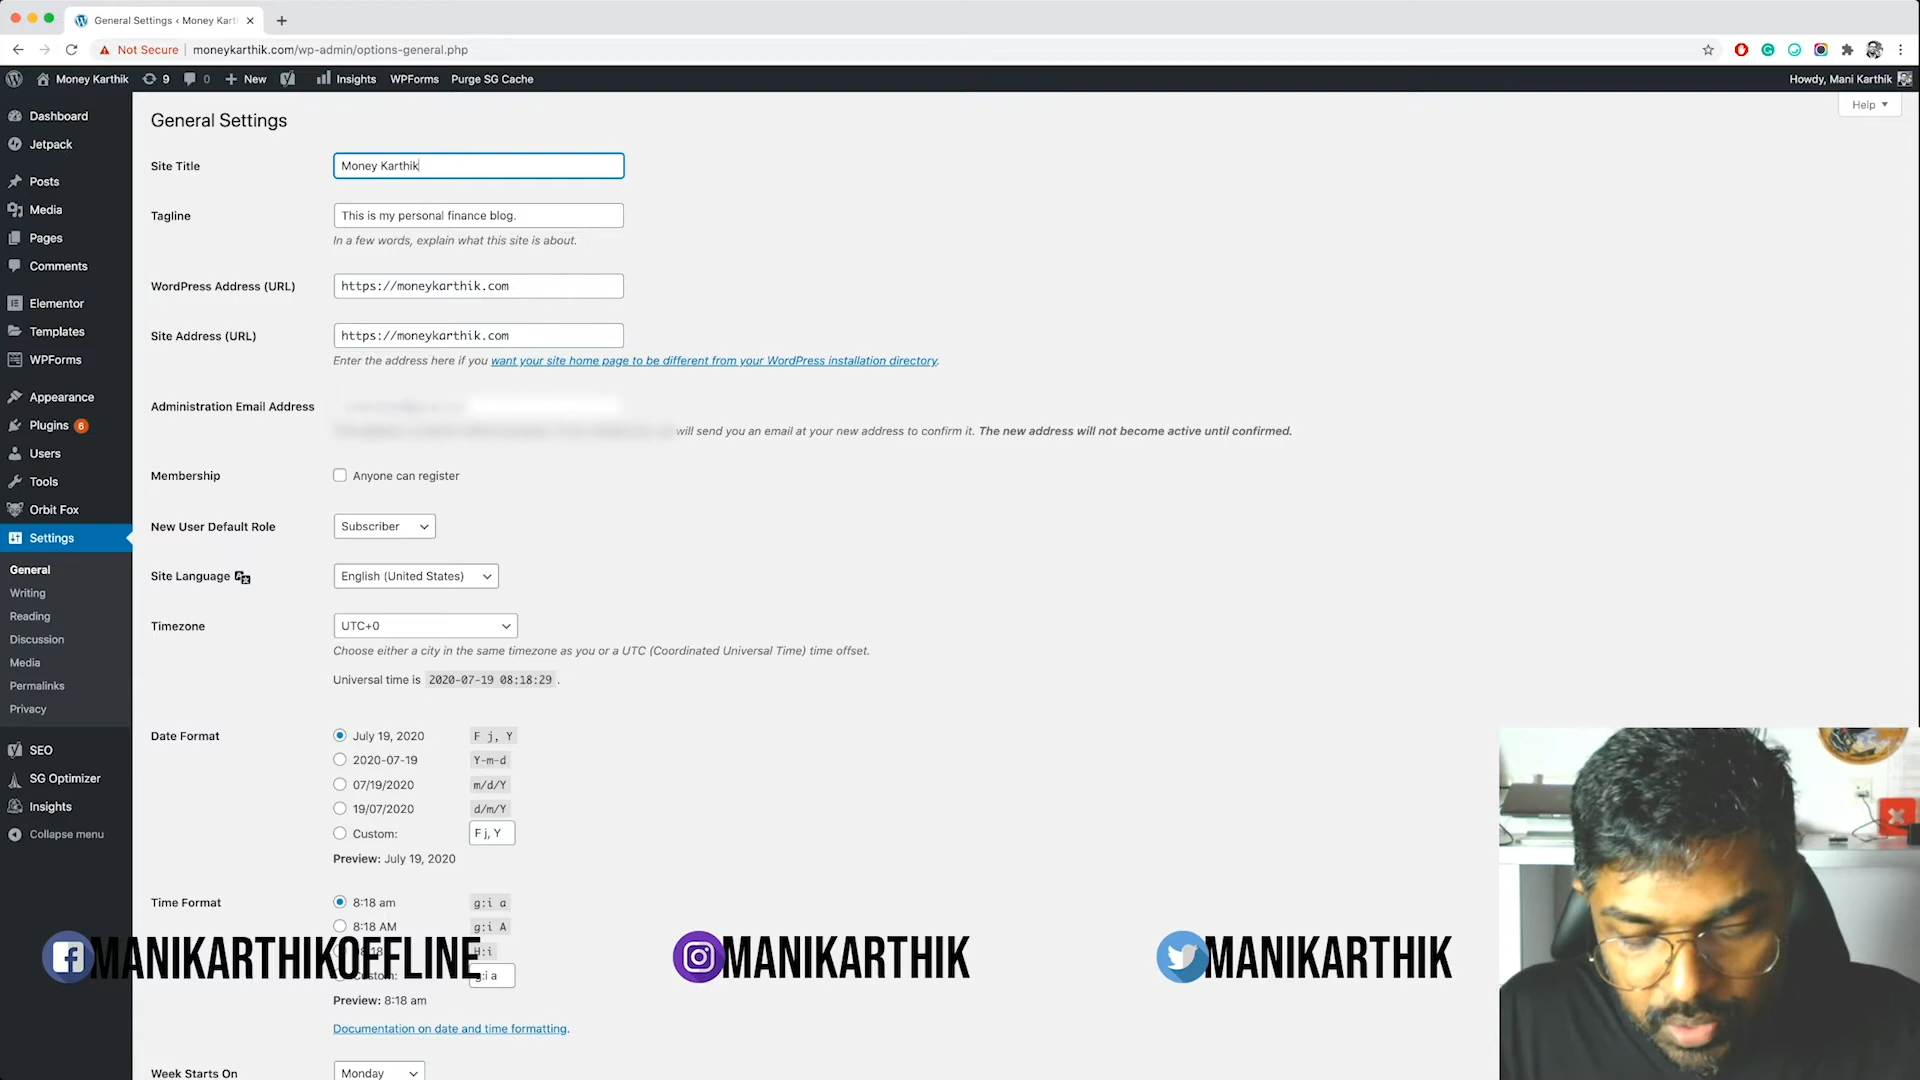 General Settings ‹ Money Karti
Not Secure moneykarthik.com/wp-admin/options-general.php
Money Karthik 9 0 New Insights WPForms Purge SG Cache Howdy, Mani Karthik
Help
Dashboard
Jetpack
Posts
Media
Pages
Comments
Elementor
Templates
WPForms
Appearance
Plugins 6
Users
Tools
Orbit Fox
Settings
General
Writing
Reading
Discussion
Media
Permalinks
Privacy
SEO
SG Optimizer
Insights
Collapse menu
General Settings
Site Title Money Karthik
Tagline This is my personal finance blog.
In a few words, explain what this site is about.
WordPress Address (URL) https://moneykarthik.com
Site Address (URL) https://moneykarthik.com
Enter the address here if you want your site home page to be different from your WordPress installation directory.
Administration Email Address
will send you an email at your new address to confirm it. The new address will not become active until confirmed.
Membership Anyone can register
New User Default Role Subscriber
Site Language English (United States)
Timezone UTC+0
Choose either a city in the same timezone as you or a UTC (Coordinated Universal Time) time offset.
Universal time is 2020-07-19 08:18:29 .
Date Format July 19, 2020 F j, Y
2020-07-19 Y-m-d
07/19/2020 m/d/Y
19/07/2020 d/m/Y
Custom: F j, Y
Preview: July 19, 2020
Time Format 8:18 am g:i a
8:18 AM g:i A
H:i
g:i a
MANIKARTHIKOFFLINE MANIKARTHIK MANIKARTHIK
Preview: 8:18 am
Documentation on date and time formatting.
Week Starts On Monday